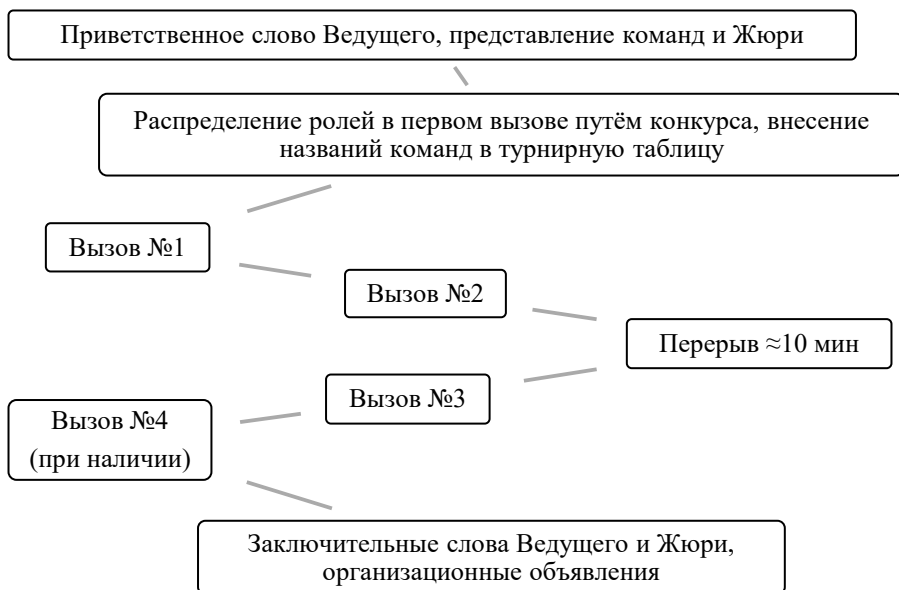 Приветственное слово Ведущего, представление команд и Жюри
Распределение ролей в первом вызове путём конкурса, внесение
названий команд в турнирную таблицу
Вызов №1
Вызов №2
Перерыв ≈10 мин
Вызов №3
Вызов №4
(при наличии)
Заключительные слова Ведущего и Жюри,
организационные объявления